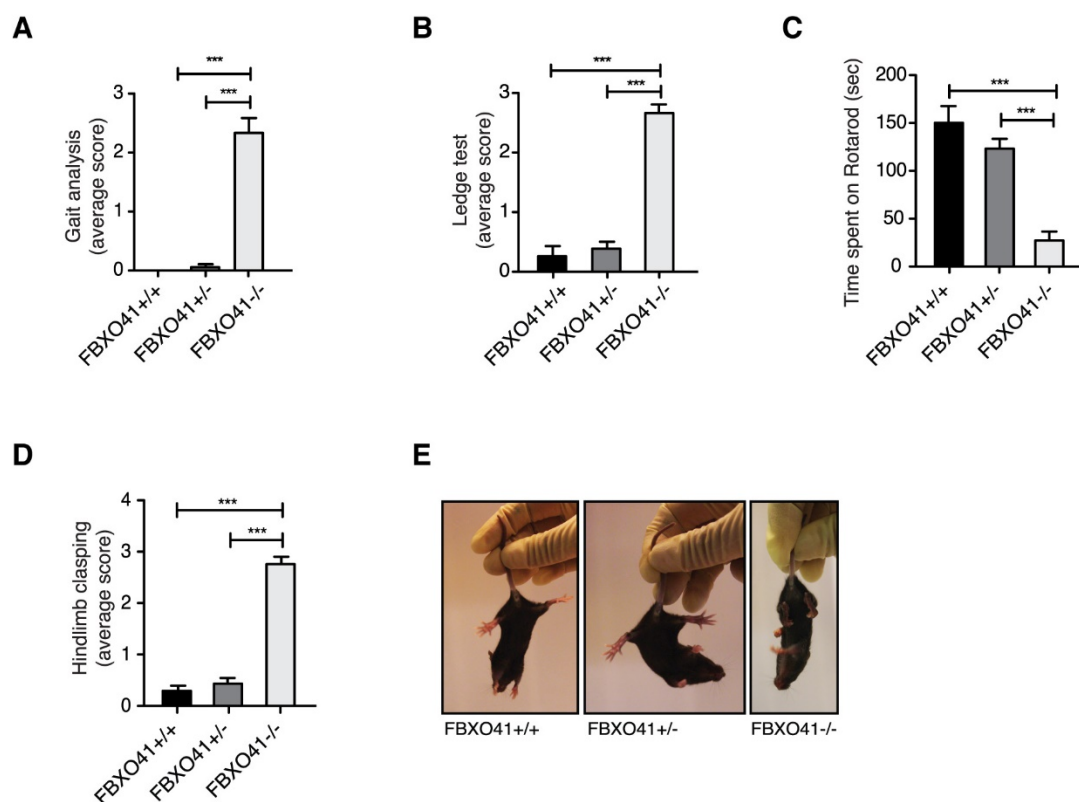 A
***
***
3
2
1
0
Gait analysis
(average score)
FBXO41+/+
FBXO41+/-
FBXO41-/-
B
***
***
3
2
1
0
Ledge test
(average score)
FBXO41+/+
FBXO41+/-
FBXO41-/-
C
200
150
100
50
0
***
***
Time spent on Rotarod (sec)
FBXO41+/+
FBXO41+/-
FBXO41-/-
D
4
3
2
1
0
***
***
Hindlimb clasping
(average score)
FBXO41+/+
FBXO41+/-
FBXO41-/-
E
FBXO41+/+
FBXO41+/-
FBXO41-/-